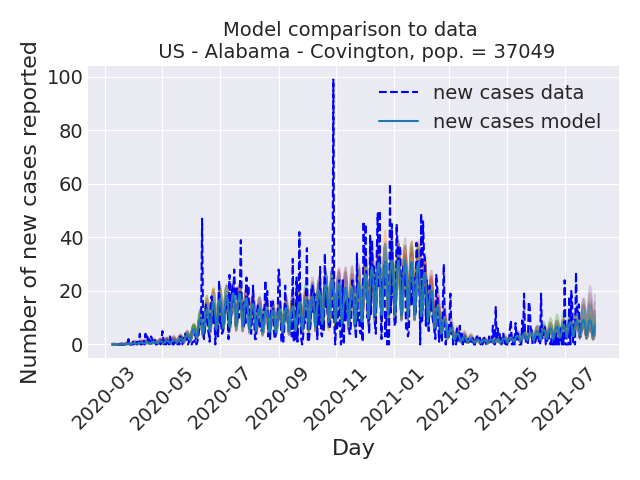 Model comparison to data
US - Alabama - Covington, pop. = 37049
Number of new cases reported
100
80
60
40
20
0
new cases data
new cases model
2020-03
2020-05
2020-07
2020-09
2020-11
2021-01
2021-03
2021-05
2021-07
Day